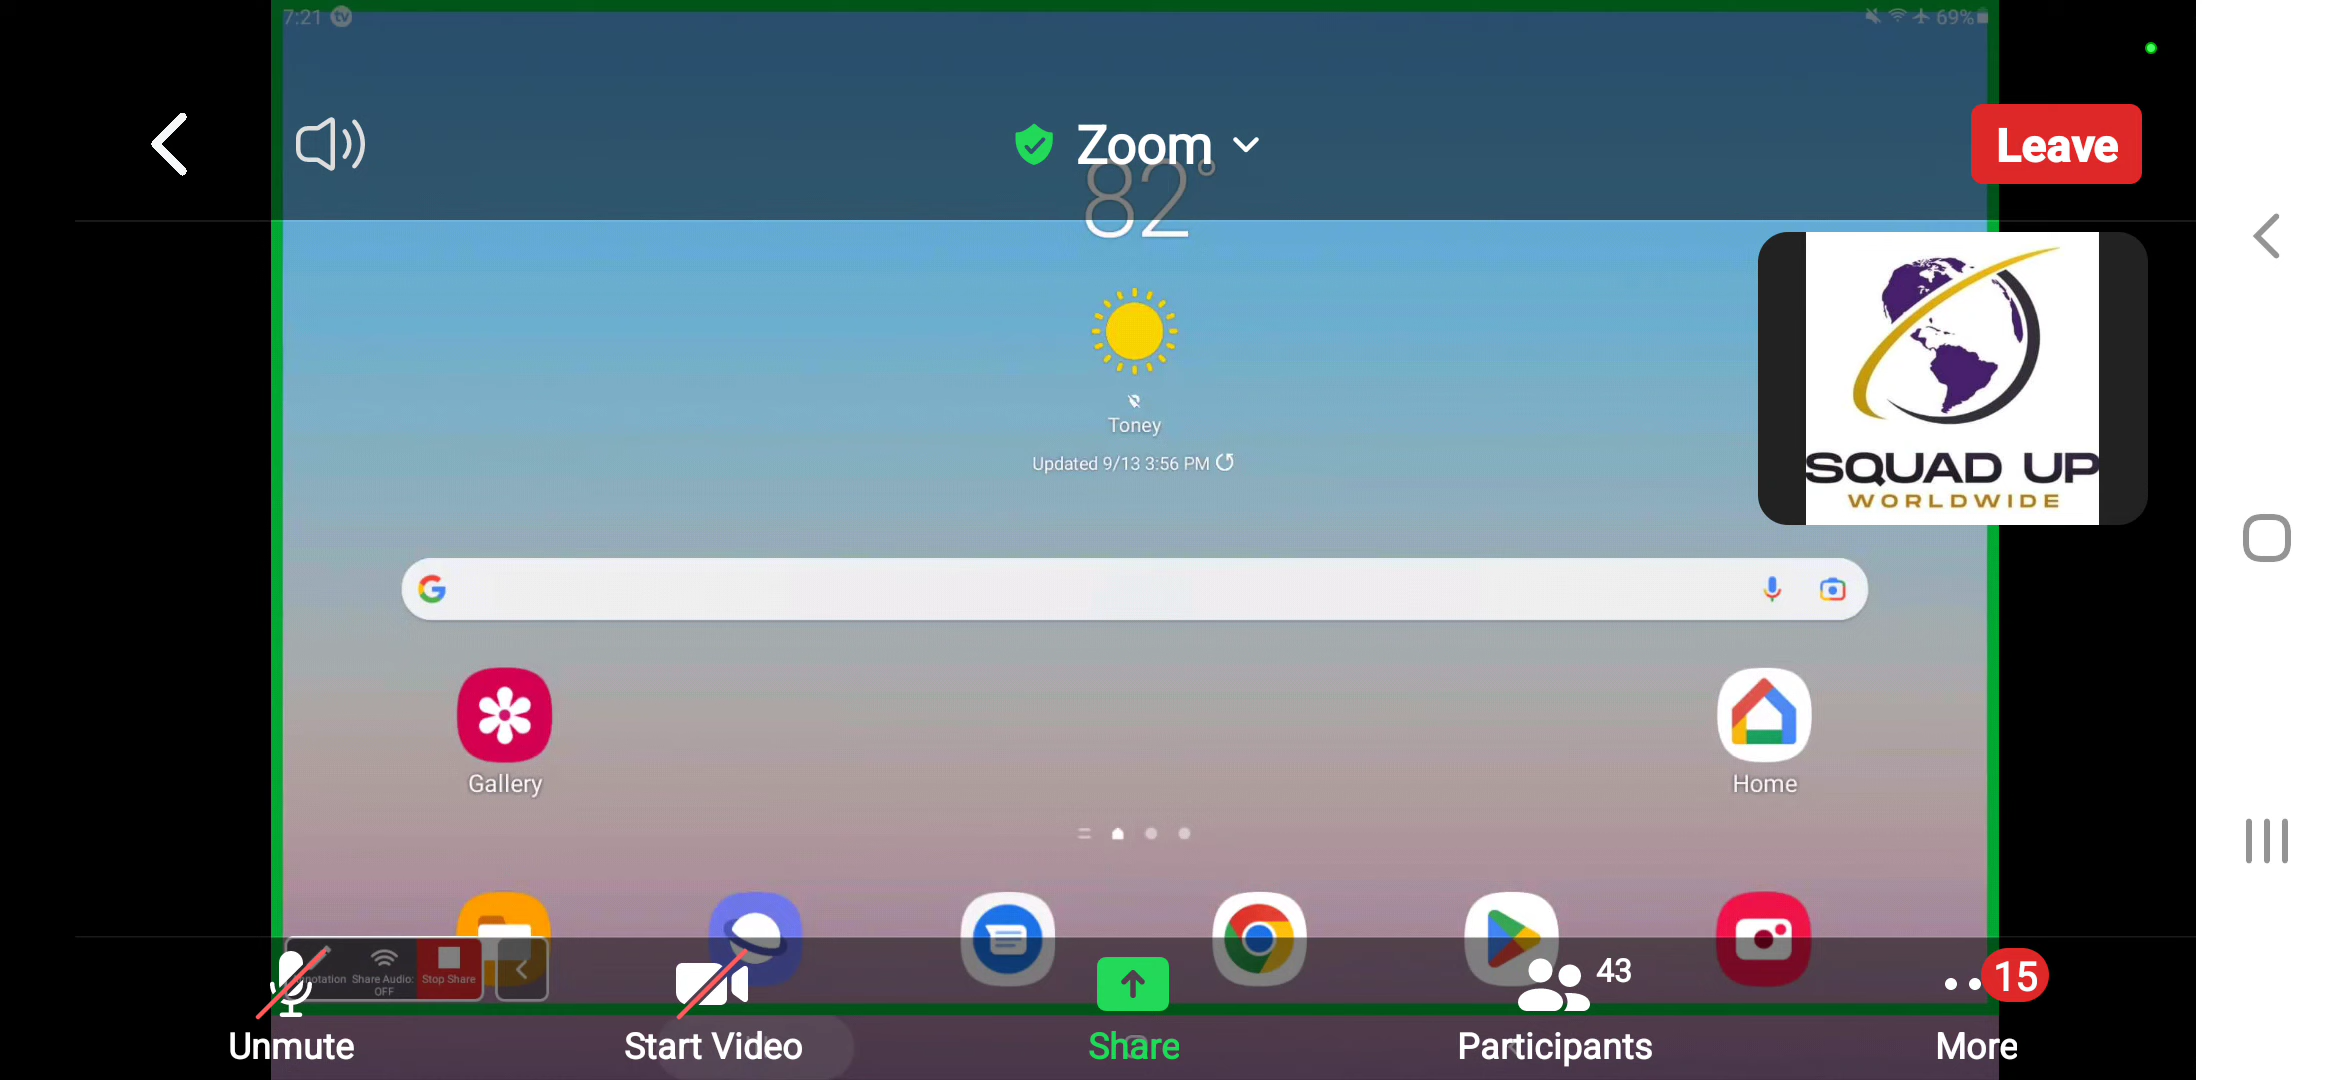 7:21 tv 69%
Zoom
Leave
82°
Toney
Updated 9/13 3:56 PM
SQUAD UP
WORLDWIDE
Gallery
Home
Share Audio: OFF
Stop Share
43
15
Unmute
Start Video
Share
Participants
More